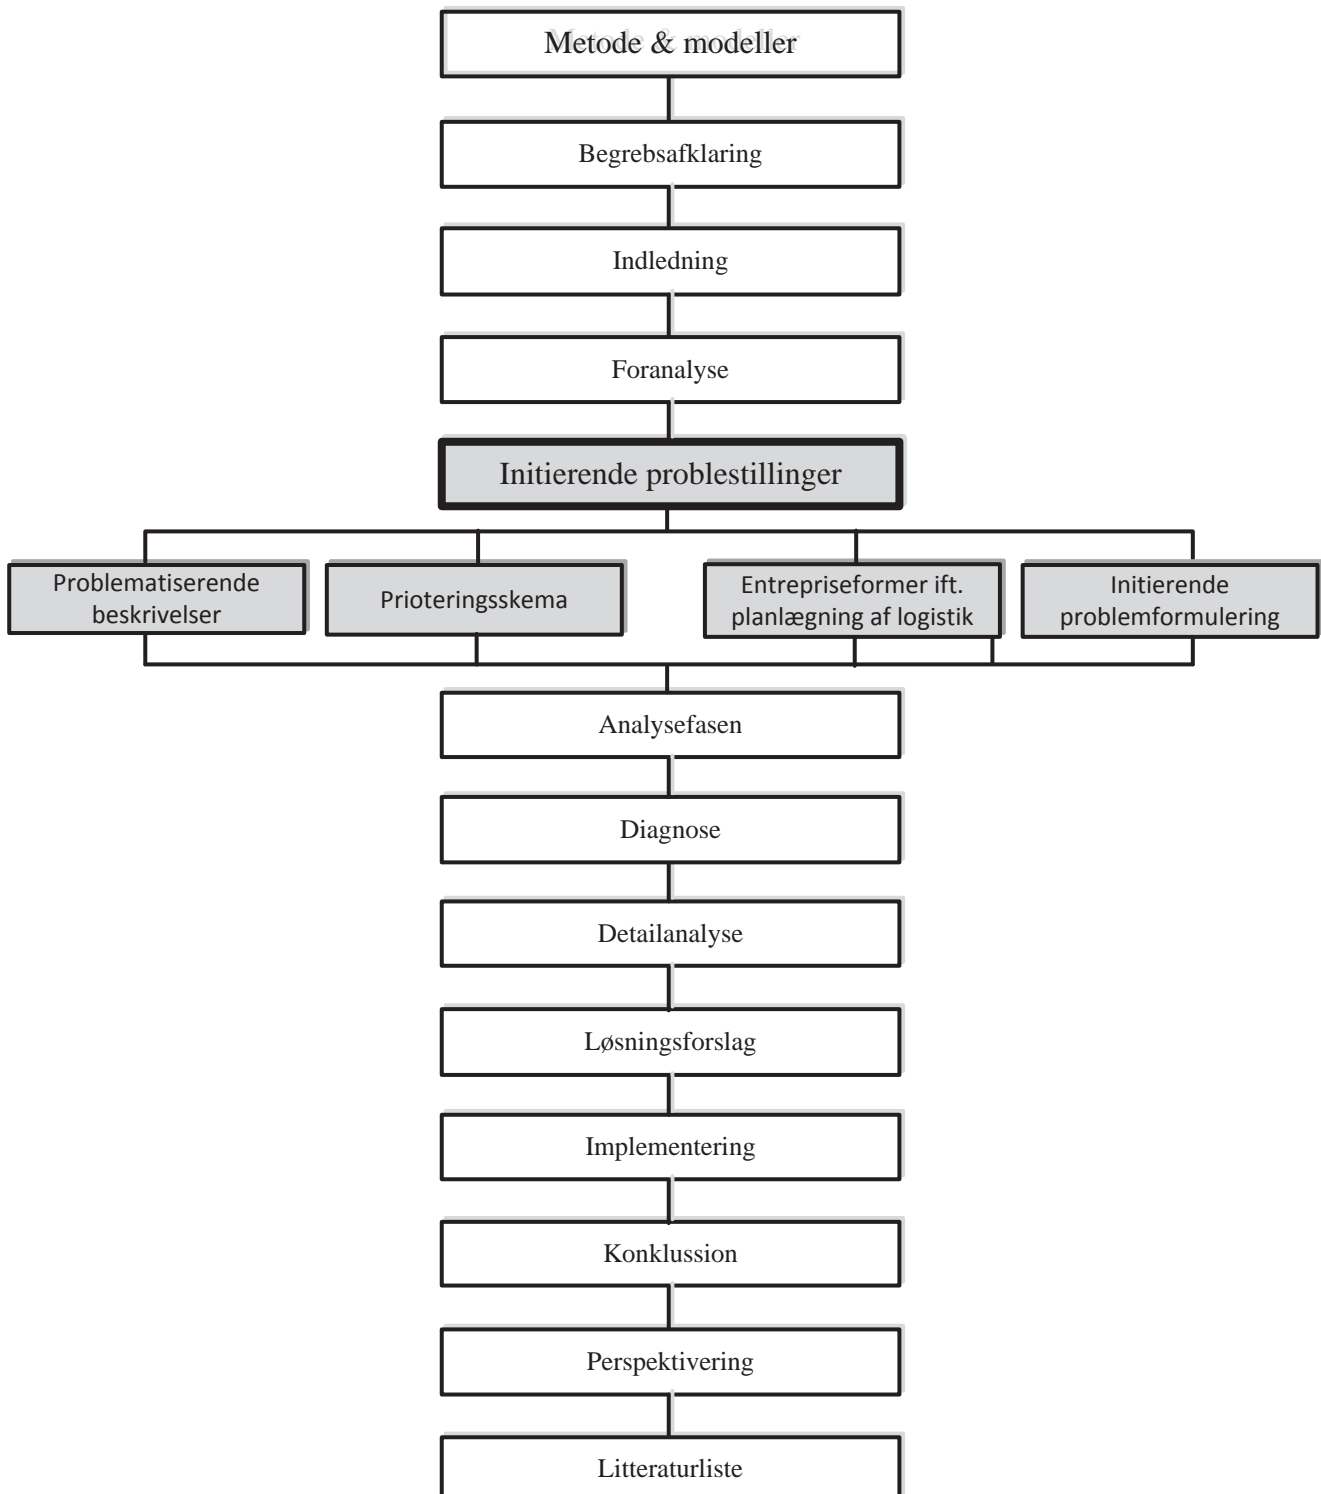 Metode & modeller
Begrebsafklaring
Indledning
Foranalyse
Initierende problestillinger
Problematiserende
beskrivelser
Prioteringsskema
Entrepriseformer ift.
planlægning af logistik
Initierende
problemformulering
Analysefasen
Diagnose
Detailanalyse
Løsningsforslag
Implementering
Konklussion
Perspektivering
Litteraturliste